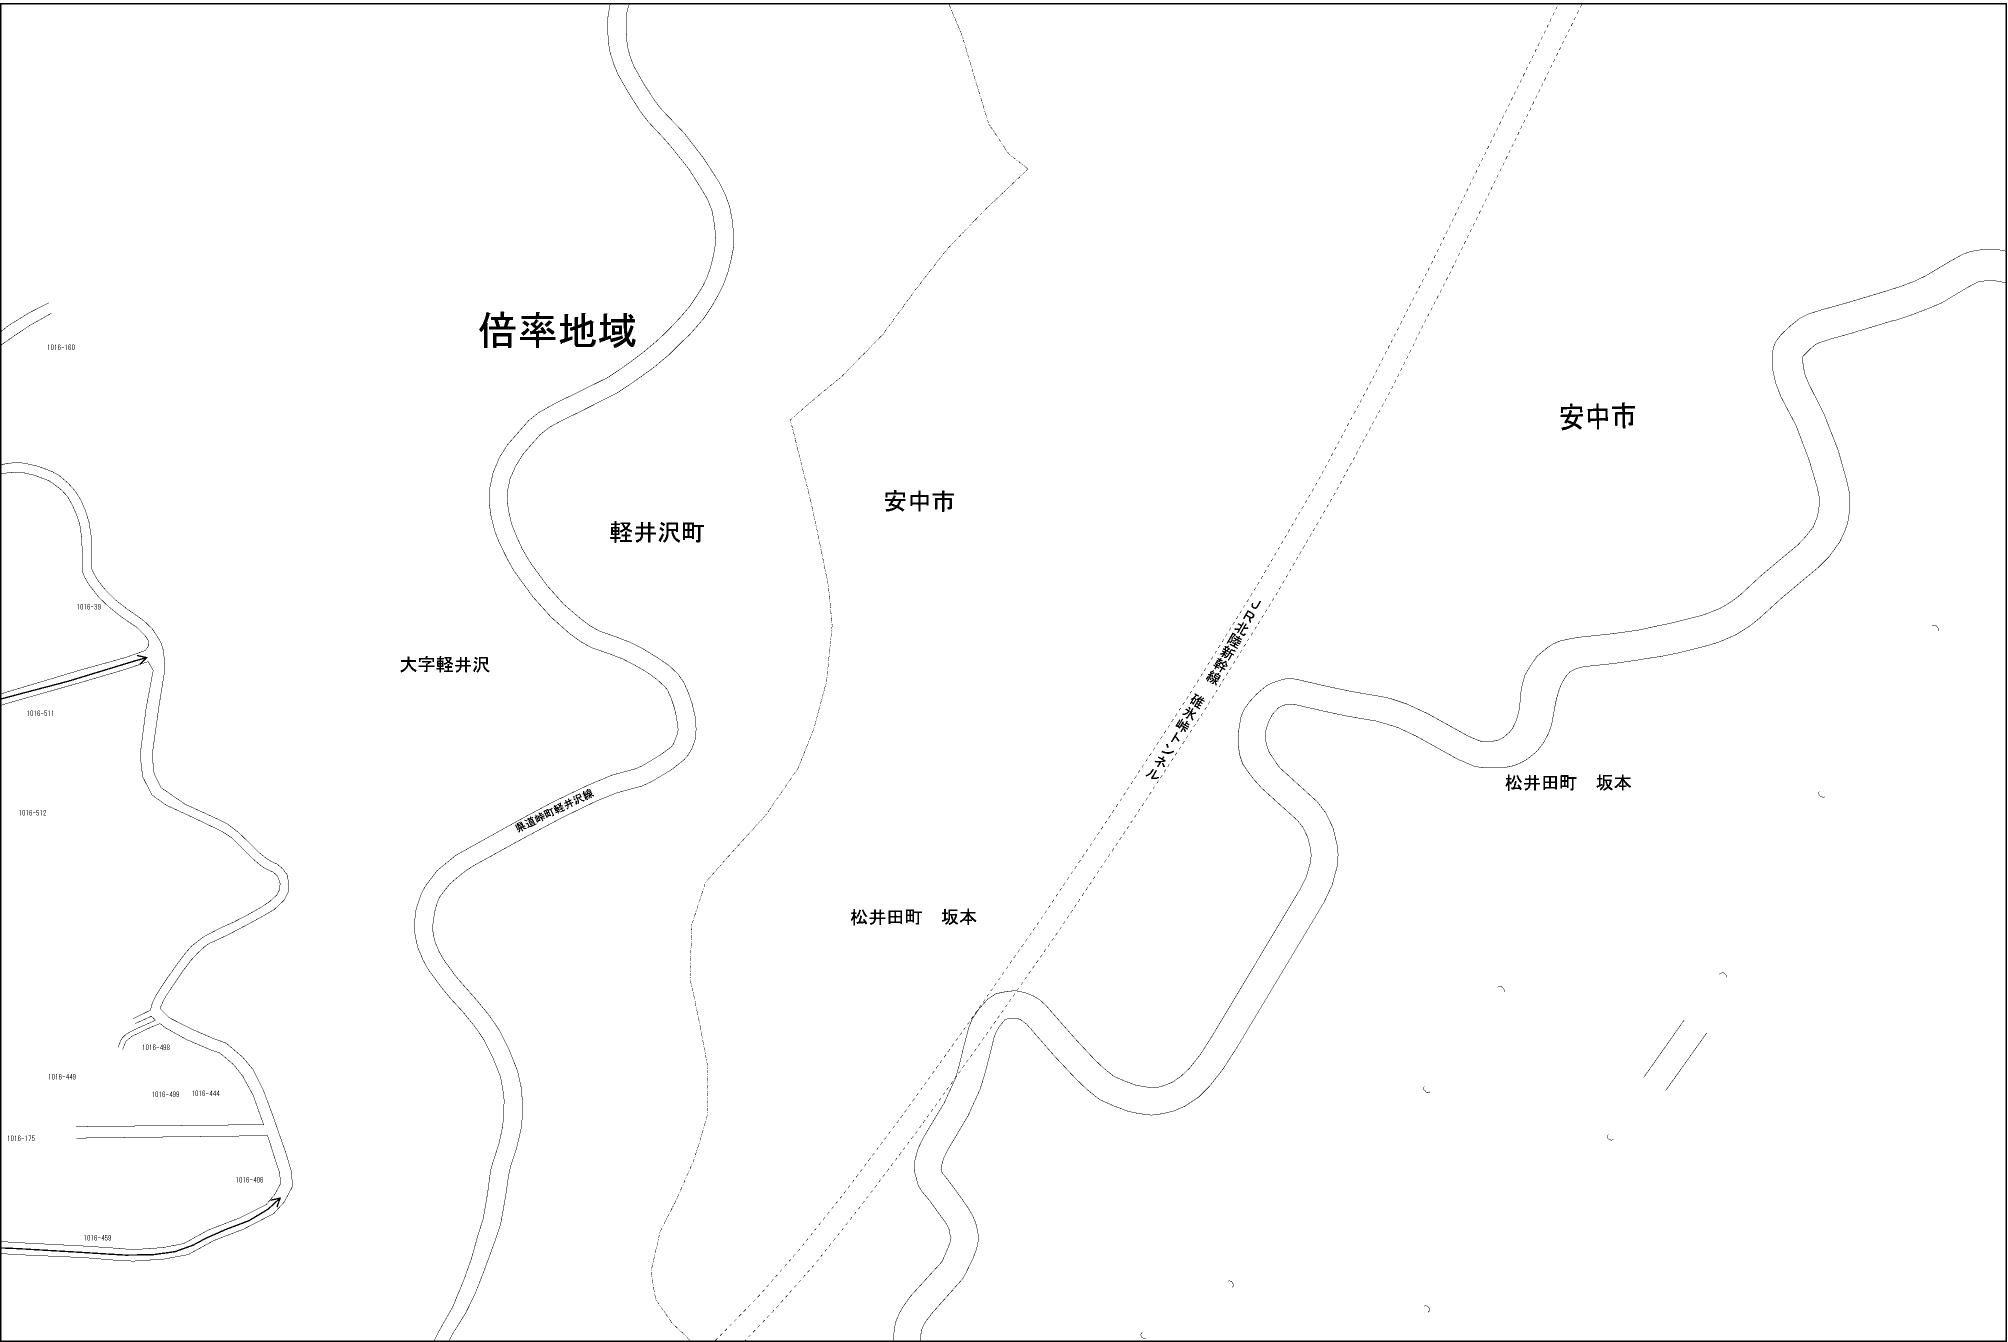 倍率地域
1016-160
安中市
安中市
軽井沢町
1016-39
大字軽井沢
JR北陸新幹線 碓氷峠トンネル
1016-511
松井田町 坂本
県道峠町軽井沢線
1016-512
松井田町 坂本
1016-498
1016-449
1016-499
1016-444
1016-175
1016-406
1016-459